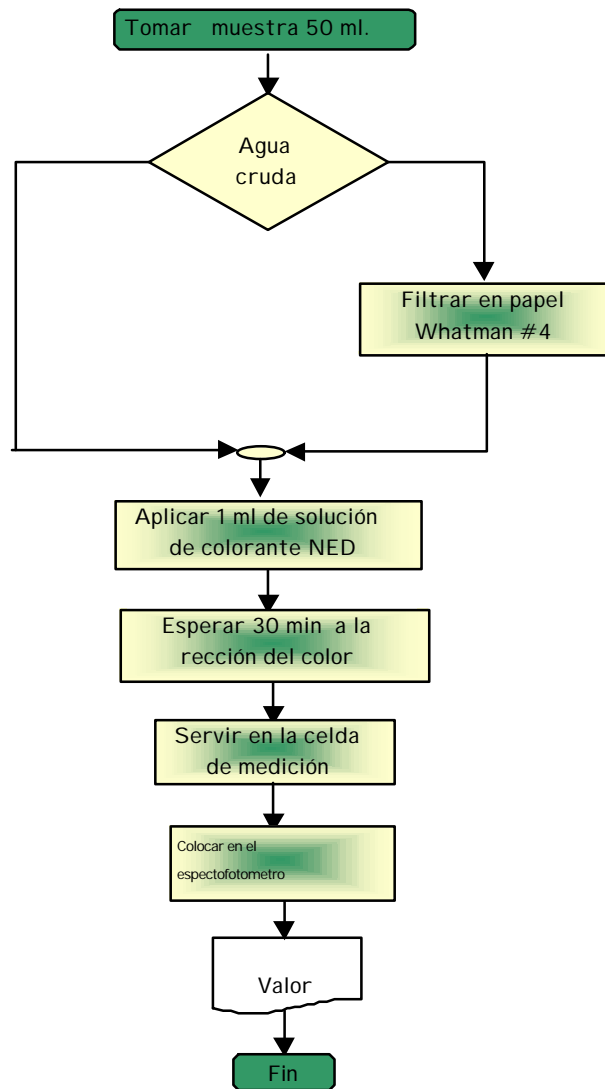 Tomar muestra 50 ml.
Agua
cruda
Filtrar en papel
Whatman #4
Aplicar 1 ml de solución
de colorante NED
Esperar 30 min a la
rección del color
Servir en la celda
de medición
Colocar en el
espectofotometro
Valor
Fin